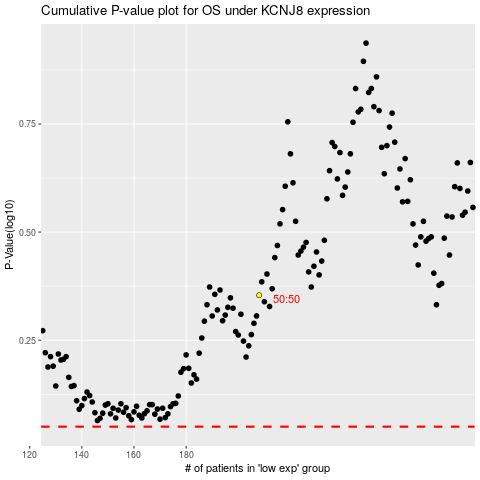 Cumulative P-value plot for OS under KCNJ8 expression
P-Value(log10)
0.75
0.50
0.25
50:50
120 140 160 180
# of patients in 'low exp' group